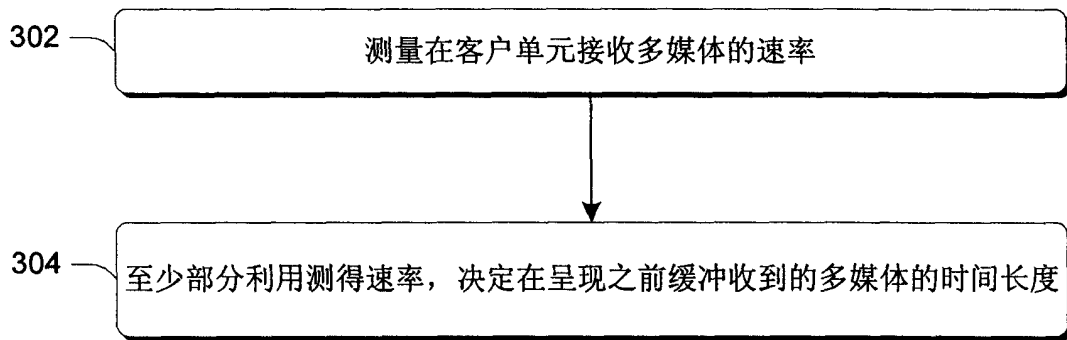 302
测量在客户单元接收多媒体的速率
304
至少部分利用测得速率，决定在呈现之前缓冲收到的多媒体的时间长度